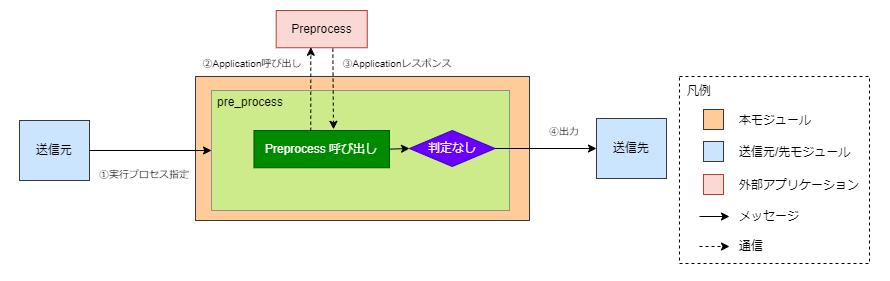 Preprocess
②Application呼び出し
③Applicationレスポンス
pre_process
送信元
①実行プロセス指定
Preprocess 呼び出し
判定なし
④出力
送信先
凡例
本モジュール
送信元/先モジュール
外部アプリケーション
メッセージ
通信